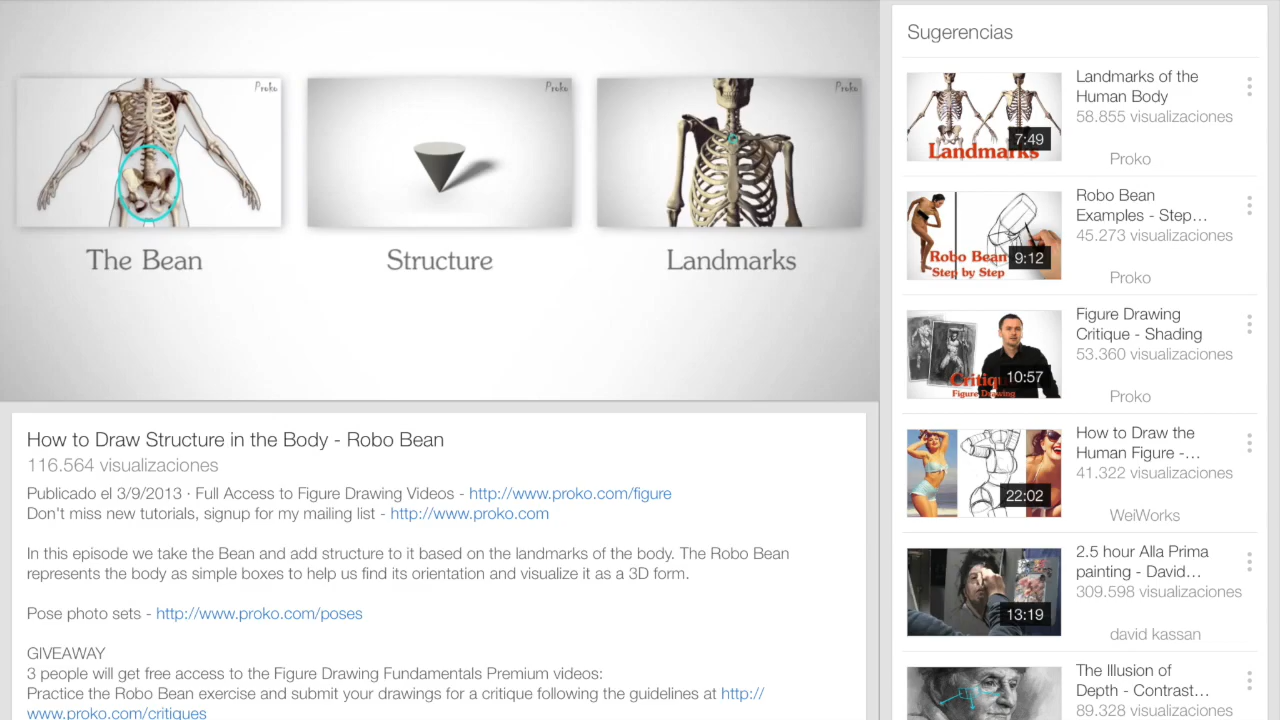 Proko
Proko
Proko
The Bean
Structure
Landmarks
How to Draw Structure in the Body - Robo Bean
116.564 visualizaciones
Publicado el 3/9/2013 · Full Access to Figure Drawing Videos - http://www.proko.com/figure
Don't miss new tutorials, signup for my mailing list - http://www.proko.com
In this episode we take the Bean and add structure to it based on the landmarks of the body. The Robo Bean
represents the body as simple boxes to help us find its orientation and visualize it as a 3D form.
Pose photo sets - http://www.proko.com/poses
GIVEAWAY
3 people will get free access to the Figure Drawing Fundamentals Premium videos:
Practice the Robo Bean exercise and submit your drawings for a critique following the guidelines at http://
www.proko.com/critiques
Sugerencias
Landmarks
7:49
Landmarks of the
Human Body
58.855 visualizaciones
Proko
Robo Bean
Step by Step
9:12
Robo Bean
Examples - Step...
45.273 visualizaciones
Proko
Critiqu
Figure Drawing
10:57
Figure Drawing
Critique - Shading
53.360 visualizaciones
Proko
22:02
How to Draw the
Human Figure -...
41.322 visualizaciones
WeiWorks
13:19
2.5 hour Alla Prima
painting - David...
309.598 visualizaciones
david kassan
The Illusion of
Depth - Contrast...
89.328 visualizaciones